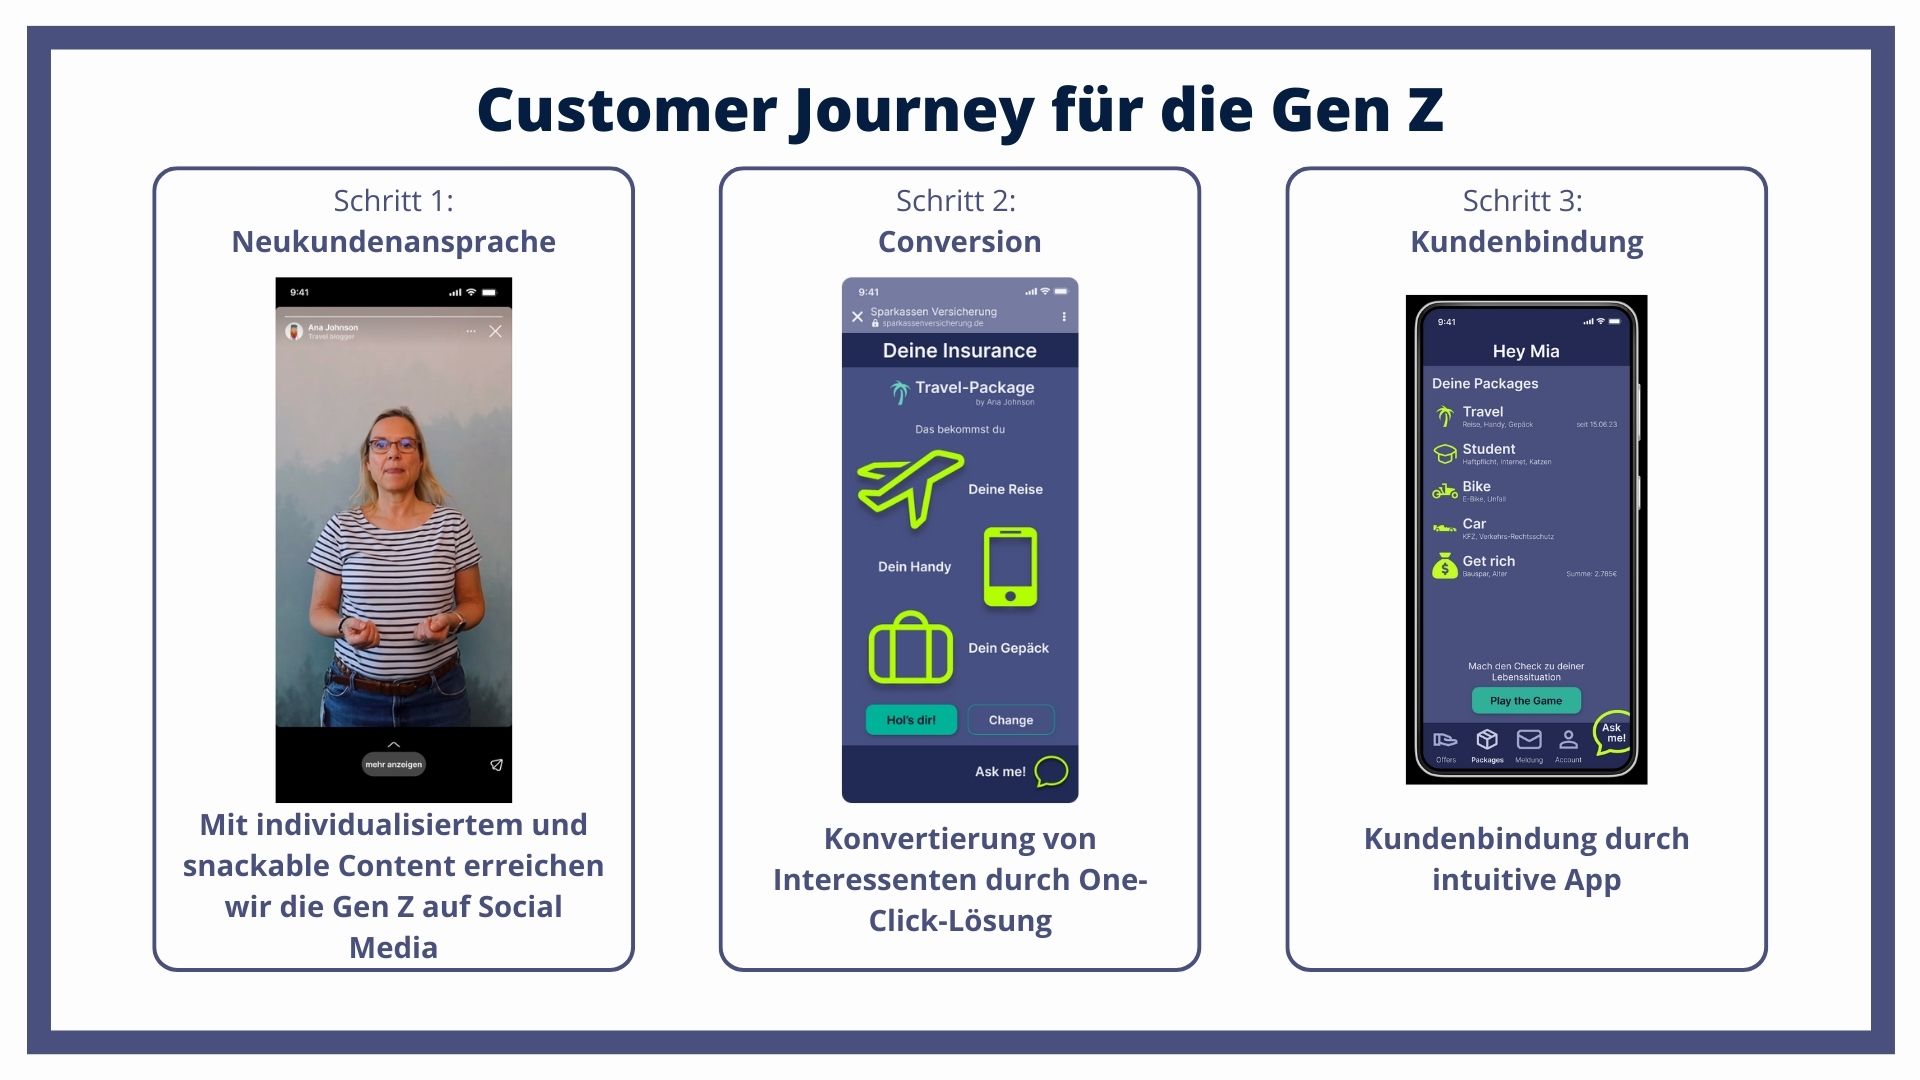 Customer Journey für die Gen Z
Schritt 1:
Neukundenansprache
9:41
Ana Johnson
Travel blogger
mehr anzeigen
Mit individualisiertem und
snackable Content erreichen
wir die Gen Z auf Social
Media
Schritt 2:
Conversion
9:41
Sparkassen Versicherung
sparkassenversicherung.de
Deine Insurance
Travel-Package
by Ana Johnson
Das bekommst du
Deine Reise
Dein Handy
Dein Gepäck
Hol's dir!
Change
Ask me!
Konvertierung von
Interessenten durch One-
Click-Lösung
Schritt 3:
Kundenbindung
9:41
Hey Mia
Deine Packages
Travel
Reise, Handy, Gepäck
seit 15.06.23
Student
Haftpflicht, Internet, Katzen
Bike
E-Bike, Unfall
Car
KFZ, Verkehrs-Rechtsschutz
Get rich
Bauspar, Alter
Summe: 2.785€
Mach den Check zu deiner
Lebenssituation
Play the Game
Ask
me!
Offers
Packages
Meldung
Account
Kundenbindung durch
intuitive App